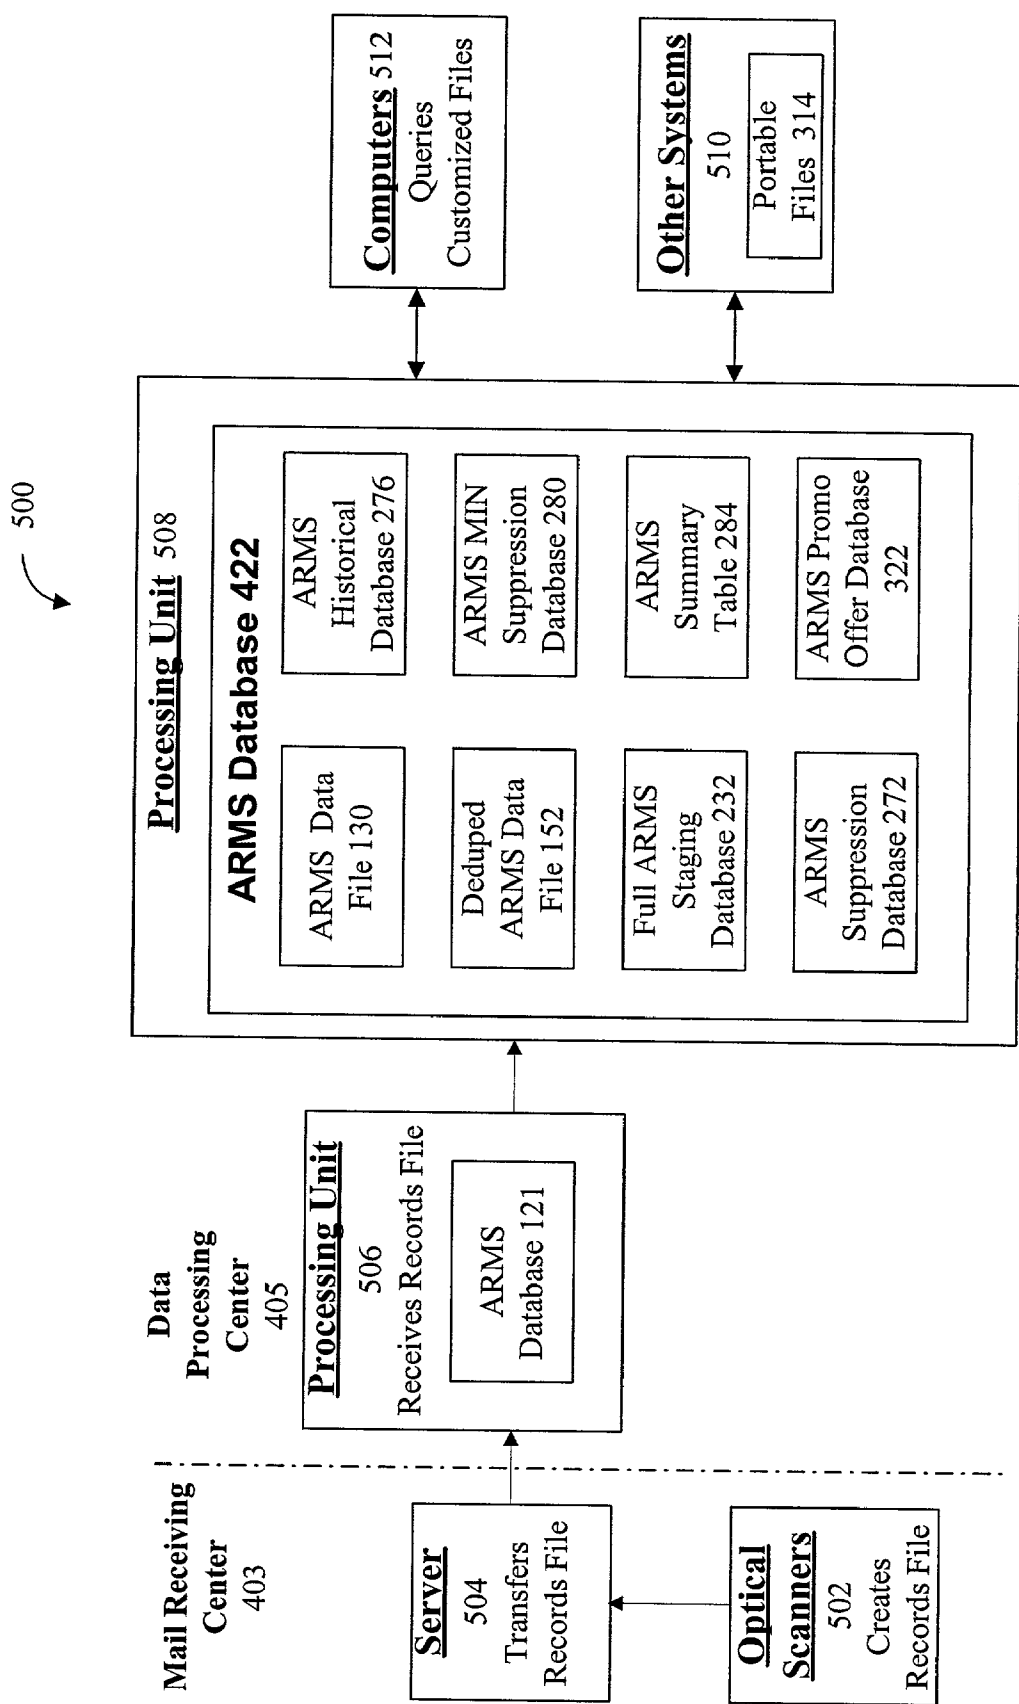 500
Mail Receiving
Center
403
Data
Processing
Center
405
Server
504
Transfers
Records File
Optical
Scanners
502
Creates
Records File
Processing Unit
506
Receives Records File
ARMS
Database 121
Processing Unit 508
ARMS Database 422
ARMS Data
File 130
Deduped
ARMS Data
File 152
Full ARMS
Staging
Database 232
ARMS
Suppression
Database 272
ARMS
Historical
Database 276
ARMS MIN
Suppression
Database 280
ARMS
Summary
Table 284
ARMS Promo
Offer Database
322
Computers 512
Queries
Customized Files
Other Systems
510
Portable
Files 314